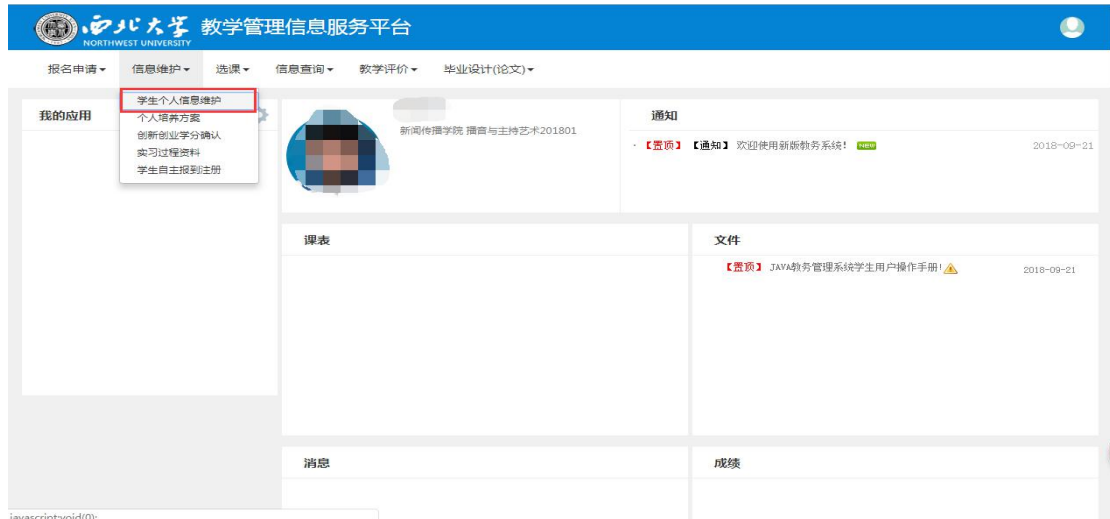 西北大学 教学管理信息服务平台
NORTHWEST UNIVERSITY
报名申请 信息维护 选课 信息查询 教学评价 毕业设计(论文)
学生个人信息维护
个人培养方案
创新创业学分确认
实习过程资料
学生自主报到注册
我的应用
新闻传播学院 播音与主持艺术201801
通知
· 【置顶】 【通知】 欢迎使用新版教务系统! NEW 2018-09-21
课表
文件
【置顶】 JAVA教务管理系统学生用户操作手册! 2018-09-21
消息
成绩
javascript:void(0);